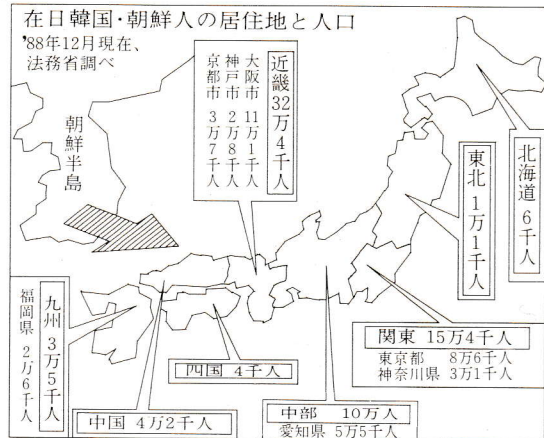 在日韓国･朝鮮人の居住地と人口
'88年12月現在、
法務省調べ
朝鮮半島
近畿32万4千人
大阪市 11万1千人
神戸市 2万8千人
京都市 3万7千人
北海道 6千人
東北 1万1千人
関東 15万4千人
東京都 8万6千人
神奈川県 3万1千人
中部 10万人
愛知県 5万5千人
四国 4千人
中国 4万2千人
九州 3万5千人
福岡県 2万6千人